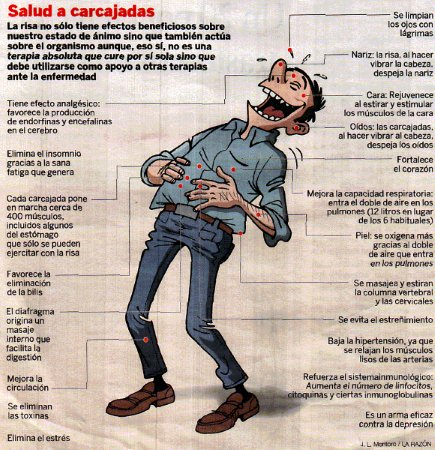 Salud a carcajadas
La risa no sólo tiene efectos beneficiosos sobre
nuestro estado de ánimo sino que también actúa
sobre el organismo aunque, eso sí, no es una
terapia absoluta que cure por sí sola sino que
debe utilizarse como apoyo a otras terapias
ante la enfermedad
Tiene efecto analgésico:
favorece la producción
de endorfinas y encefalinas
en el cerebro
Elimina el insomnio
gracias a la sana
fatiga que genera
Cada carcajada pone
en marcha cerca de
400 músculos,
incluidos algunos
del estómago
que sólo se pueden
ejercitar con la risa
Favorece la
eliminación
de la bilis
El diafragma
origina un
masaje
interno que
facilita la
digestión
Mejora la
circulación
Se eliminan
las toxinas
Elimina el estrés
Se limpian
los ojos con
lágrimas
Nariz: la risa, al hacer
vibrar la cabeza,
despeja la nariz
Cara: Rejuvenece
al estirar y estimular
los músculos de la cara
Oídos: las carcajadas,
al hacer vibrar la cabeza,
despeja los oídos
Fortalece
el corazón
Mejora la capacidad respiratoria:
entra el doble de aire en los
pulmones (12 litros en lugar
de los 6 habituales)
Piel: se oxigena más
gracias al doble
de aire que entra
en los pulmones
Se masajea y estiran
la columna vertebral
y las cervicales
Se evita el estreñimiento
Baja la hipertensión, ya que
se relajan los músculos
lisos de las arterias
Refuerza el sistemainmunológico:
Aumenta el número de linfocitos,
citoquinas y ciertas inmunoglobulinas
Es un arma eficaz
contra la depresión
J. L. Montoro / LA RAZÓN